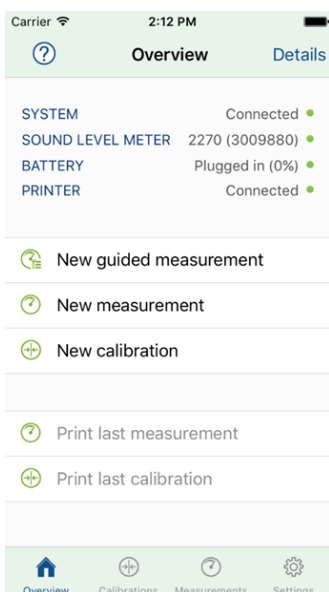 Carrier 2:12 PM
? Overview Details
SYSTEM Connected
SOUND LEVEL METER 2270 (3009880)
BATTERY Plugged in (0%)
PRINTER Connected
New guided measurement
New measurement
New calibration
Print last measurement
Print last calibration
Overview Calibrations Measurements Settings